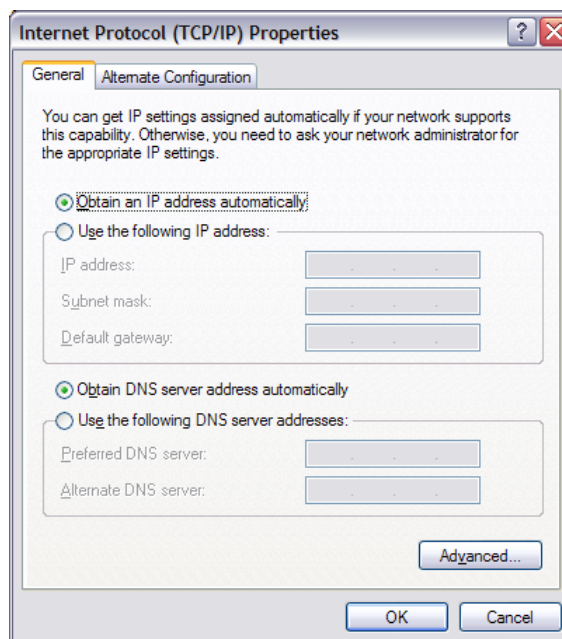 Internet Protocol (TCP/IP) Properties
General
Alternate Configuration
You can get IP settings assigned automatically if your network supports
this capability. Otherwise, you need to ask your network administrator for
the appropriate IP settings.
Obtain an IP address automatically
Use the following IP address:
IP address:
Subnet mask:
Default gateway:
Obtain DNS server address automatically
Use the following DNS server addresses:
Preferred DNS server:
Alternate DNS server:
Advanced...
OK
Cancel